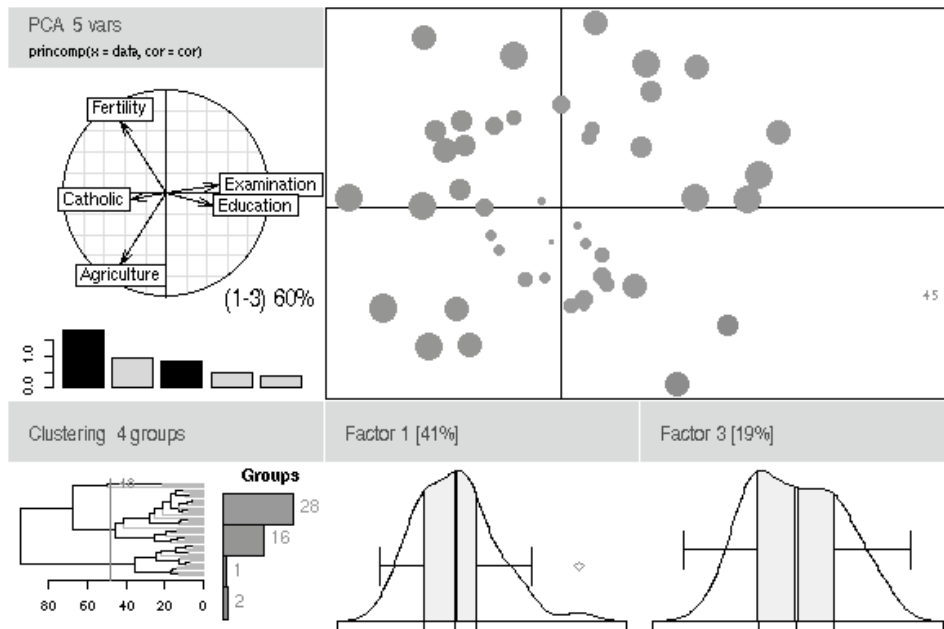 PCA 5 vars
princomp(x = data, cor = cor)
Fertility
Examination
Catholic
Education
Agriculture
(1-3) 60%
45
0.0 1.0
Clustering 4 groups
Factor 1 [41%]
Factor 3 [19%]
Groups
28
16
1
2
80 60 40 20 0